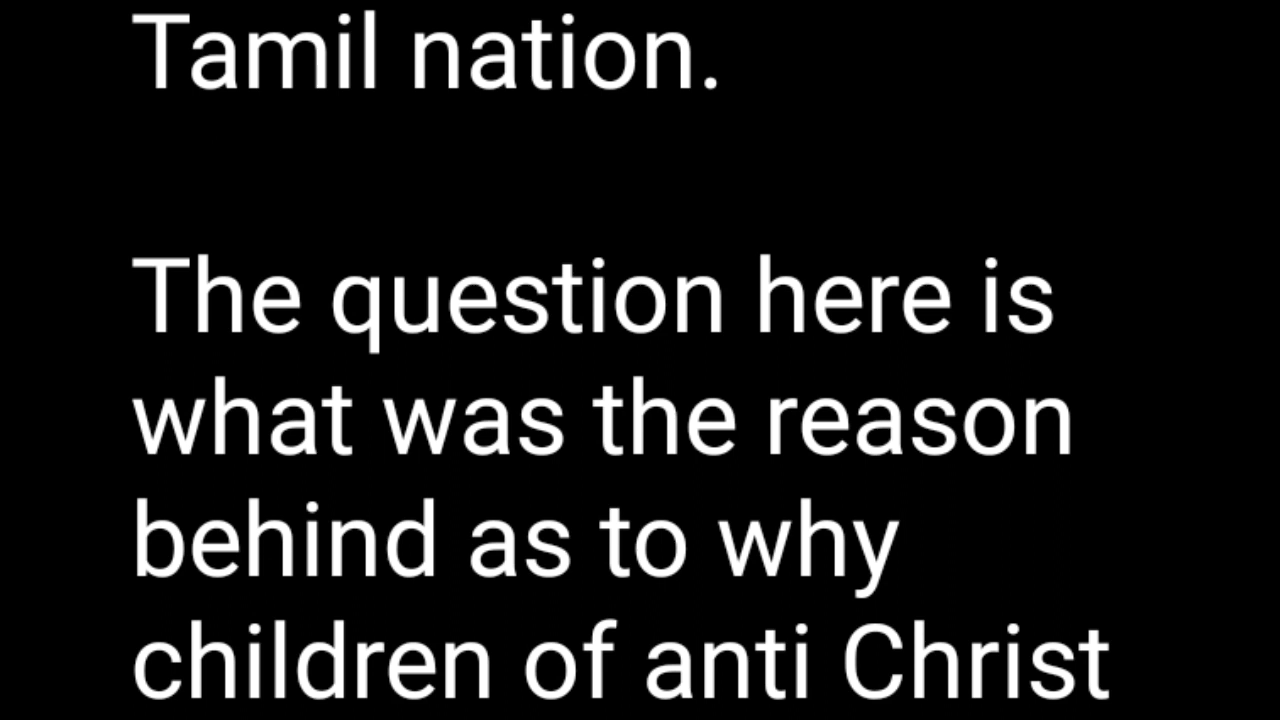 Tamil nation.
The question here is
what was the reason
behind as to why
children of anti Christ